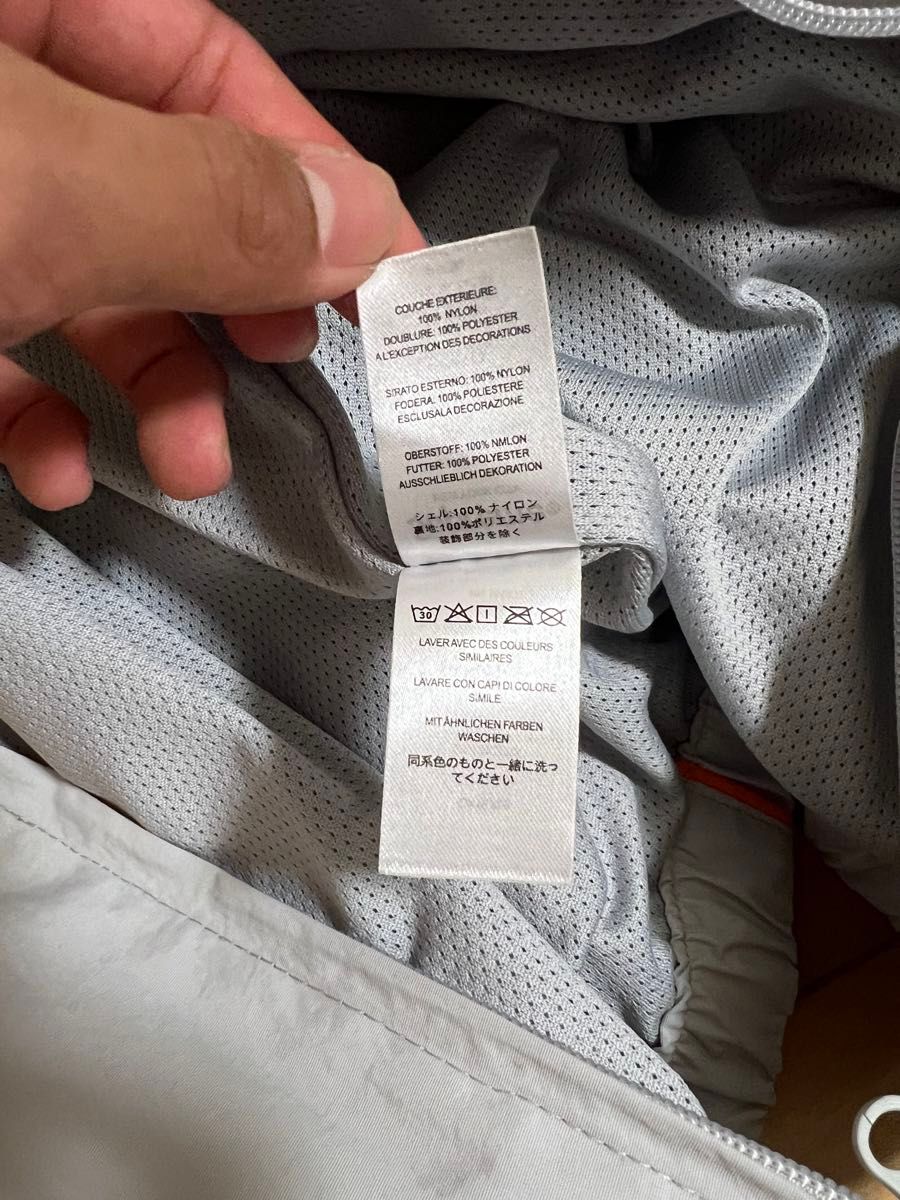 COUCHE EXTERIEURE:
100% NYLON
DOUBLURE: 100% POLYESTER
A L'EXCEPTION DES DECORATIONS
STRATO ESTERNO: 100% NYLON
FODERA: 100% POLIESTERE
ESCLUSALA DECORAZIONE
OBERSTOFF: 100% NMLON
FUTTER: 100% POLYESTER
AUSSCHLIEBLICH DEKORATION
シェル:100% ナイロン
裏地:100%ポリエステル
装飾部分を除く
30
LAVER AVEC DES COULEURS
SIMILAIRES
LAVARE CON CAPI DI COLORE
SIMILE
MIT ÄHNLICHEN FARBEN
WASCHEN
同系色のものと一緒に洗っ
てください